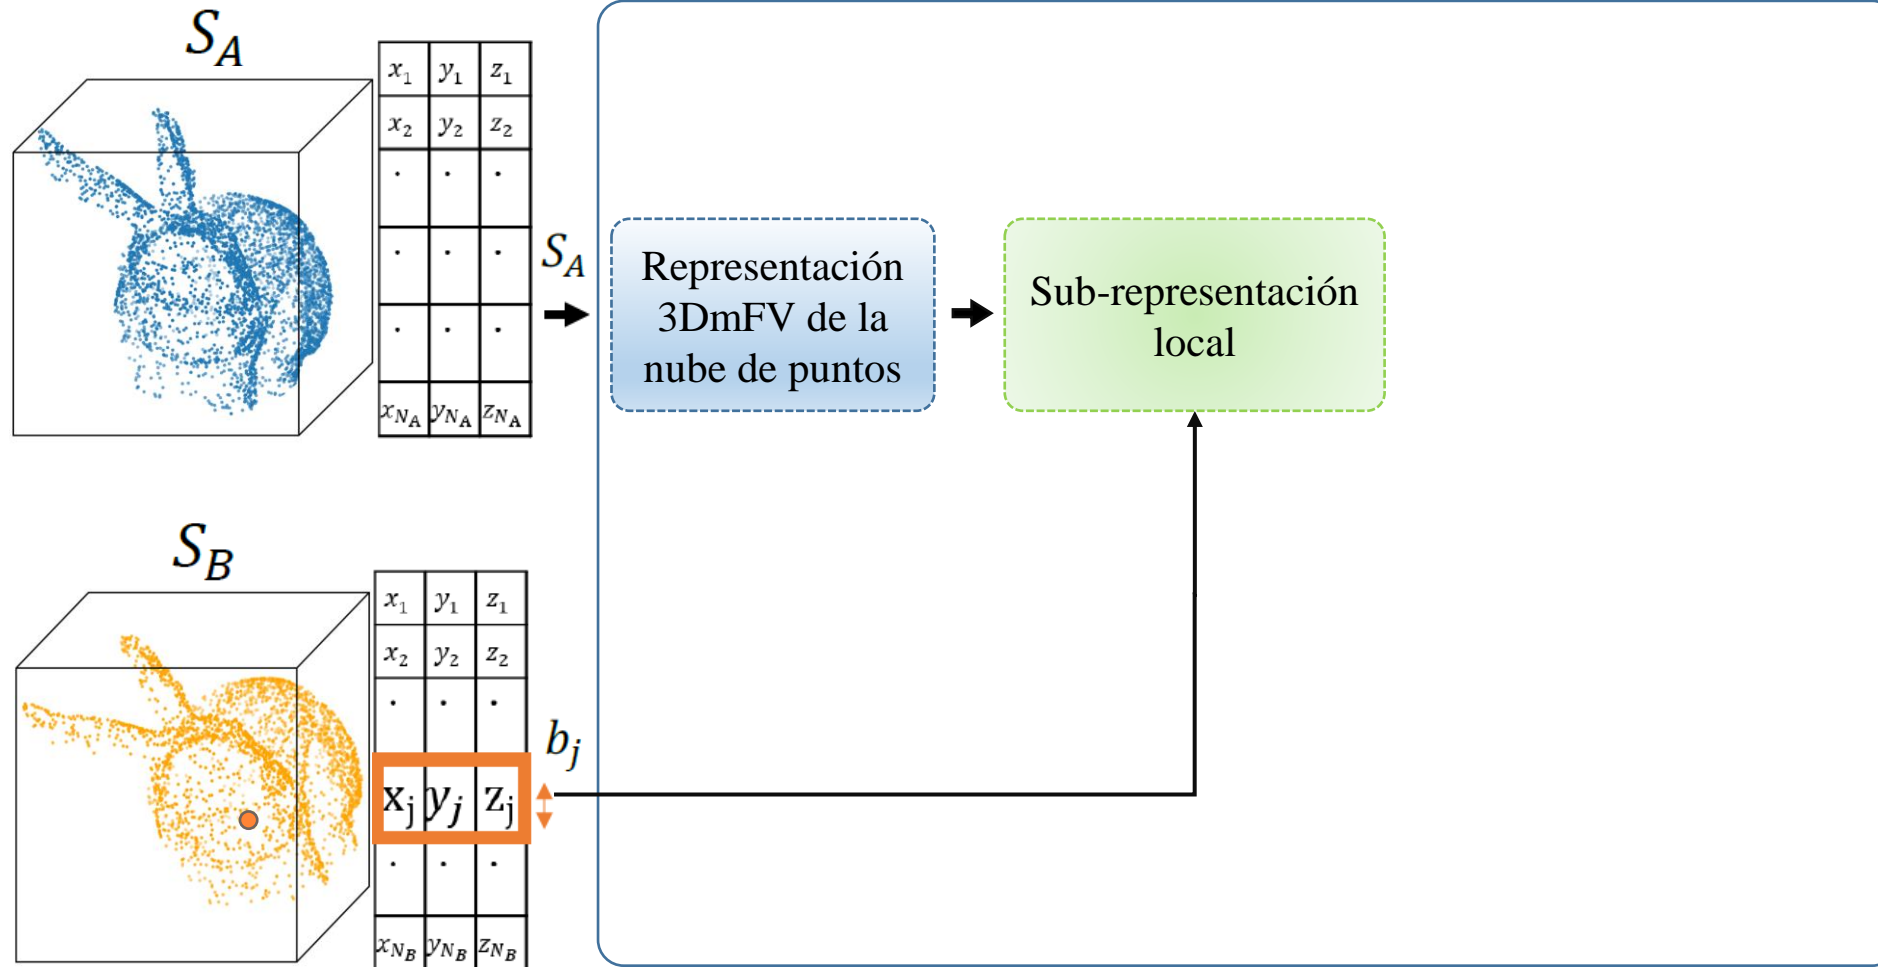 S_A
x_1 y_1 z_1
x_2 y_2 z_2
. . .
. . .
. . .
x_{N_A} y_{N_A} z_{N_A}
S_A
Representación
3DmFV de la
nube de puntos
Sub-representación
local
S_B
x_1 y_1 z_1
x_2 y_2 z_2
. . .
x_j y_j z_j
b_j
. . .
x_{N_B} y_{N_B} z_{N_B}